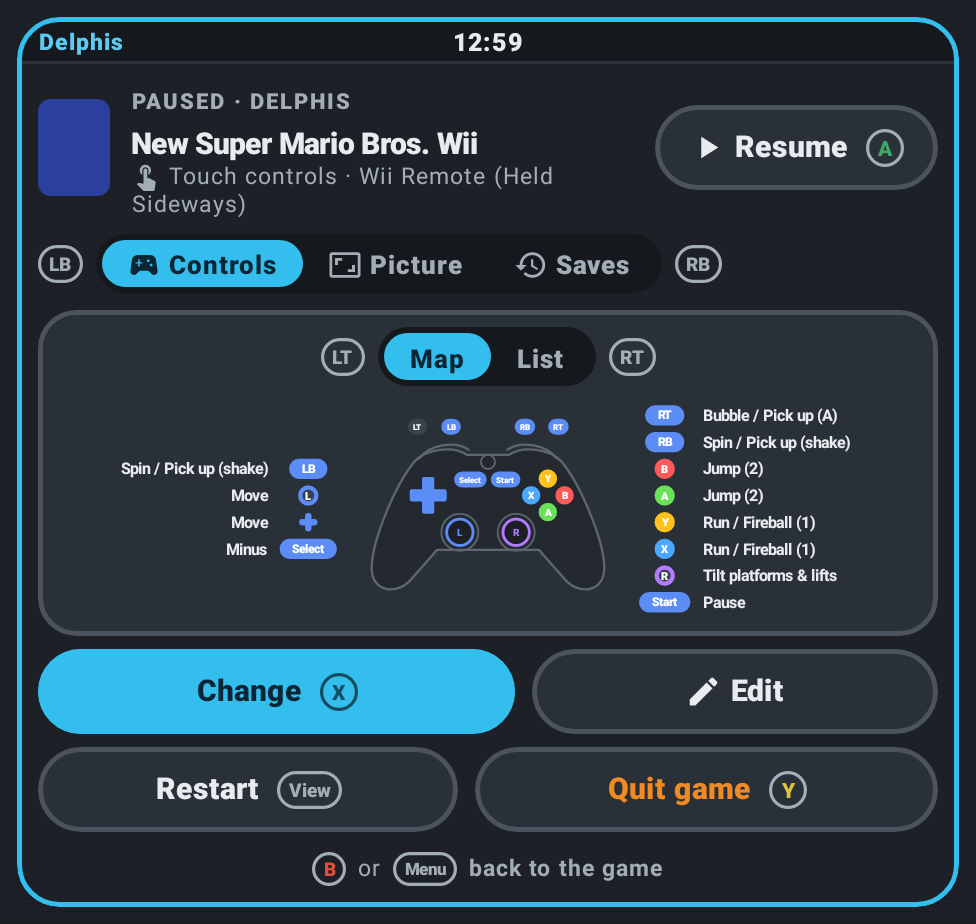 Delphis
12:59
PAUSED · DELPHIS
New Super Mario Bros. Wii
Touch controls · Wii Remote (Held
Sideways)
Resume A
LB Controls Picture Saves RB
LT Map List RT
LT LB RB RT
Select Start Y X B A
L R
Spin / Pick up (shake) LB
Move L
Move
Minus Select
RT Bubble / Pick up (A)
RB Spin / Pick up (shake)
B Jump (2)
A Jump (2)
Y Run / Fireball (1)
X Run / Fireball (1)
R Tilt platforms & lifts
Start Pause
Change X
Edit
Restart View
Quit game Y
B or Menu back to the game